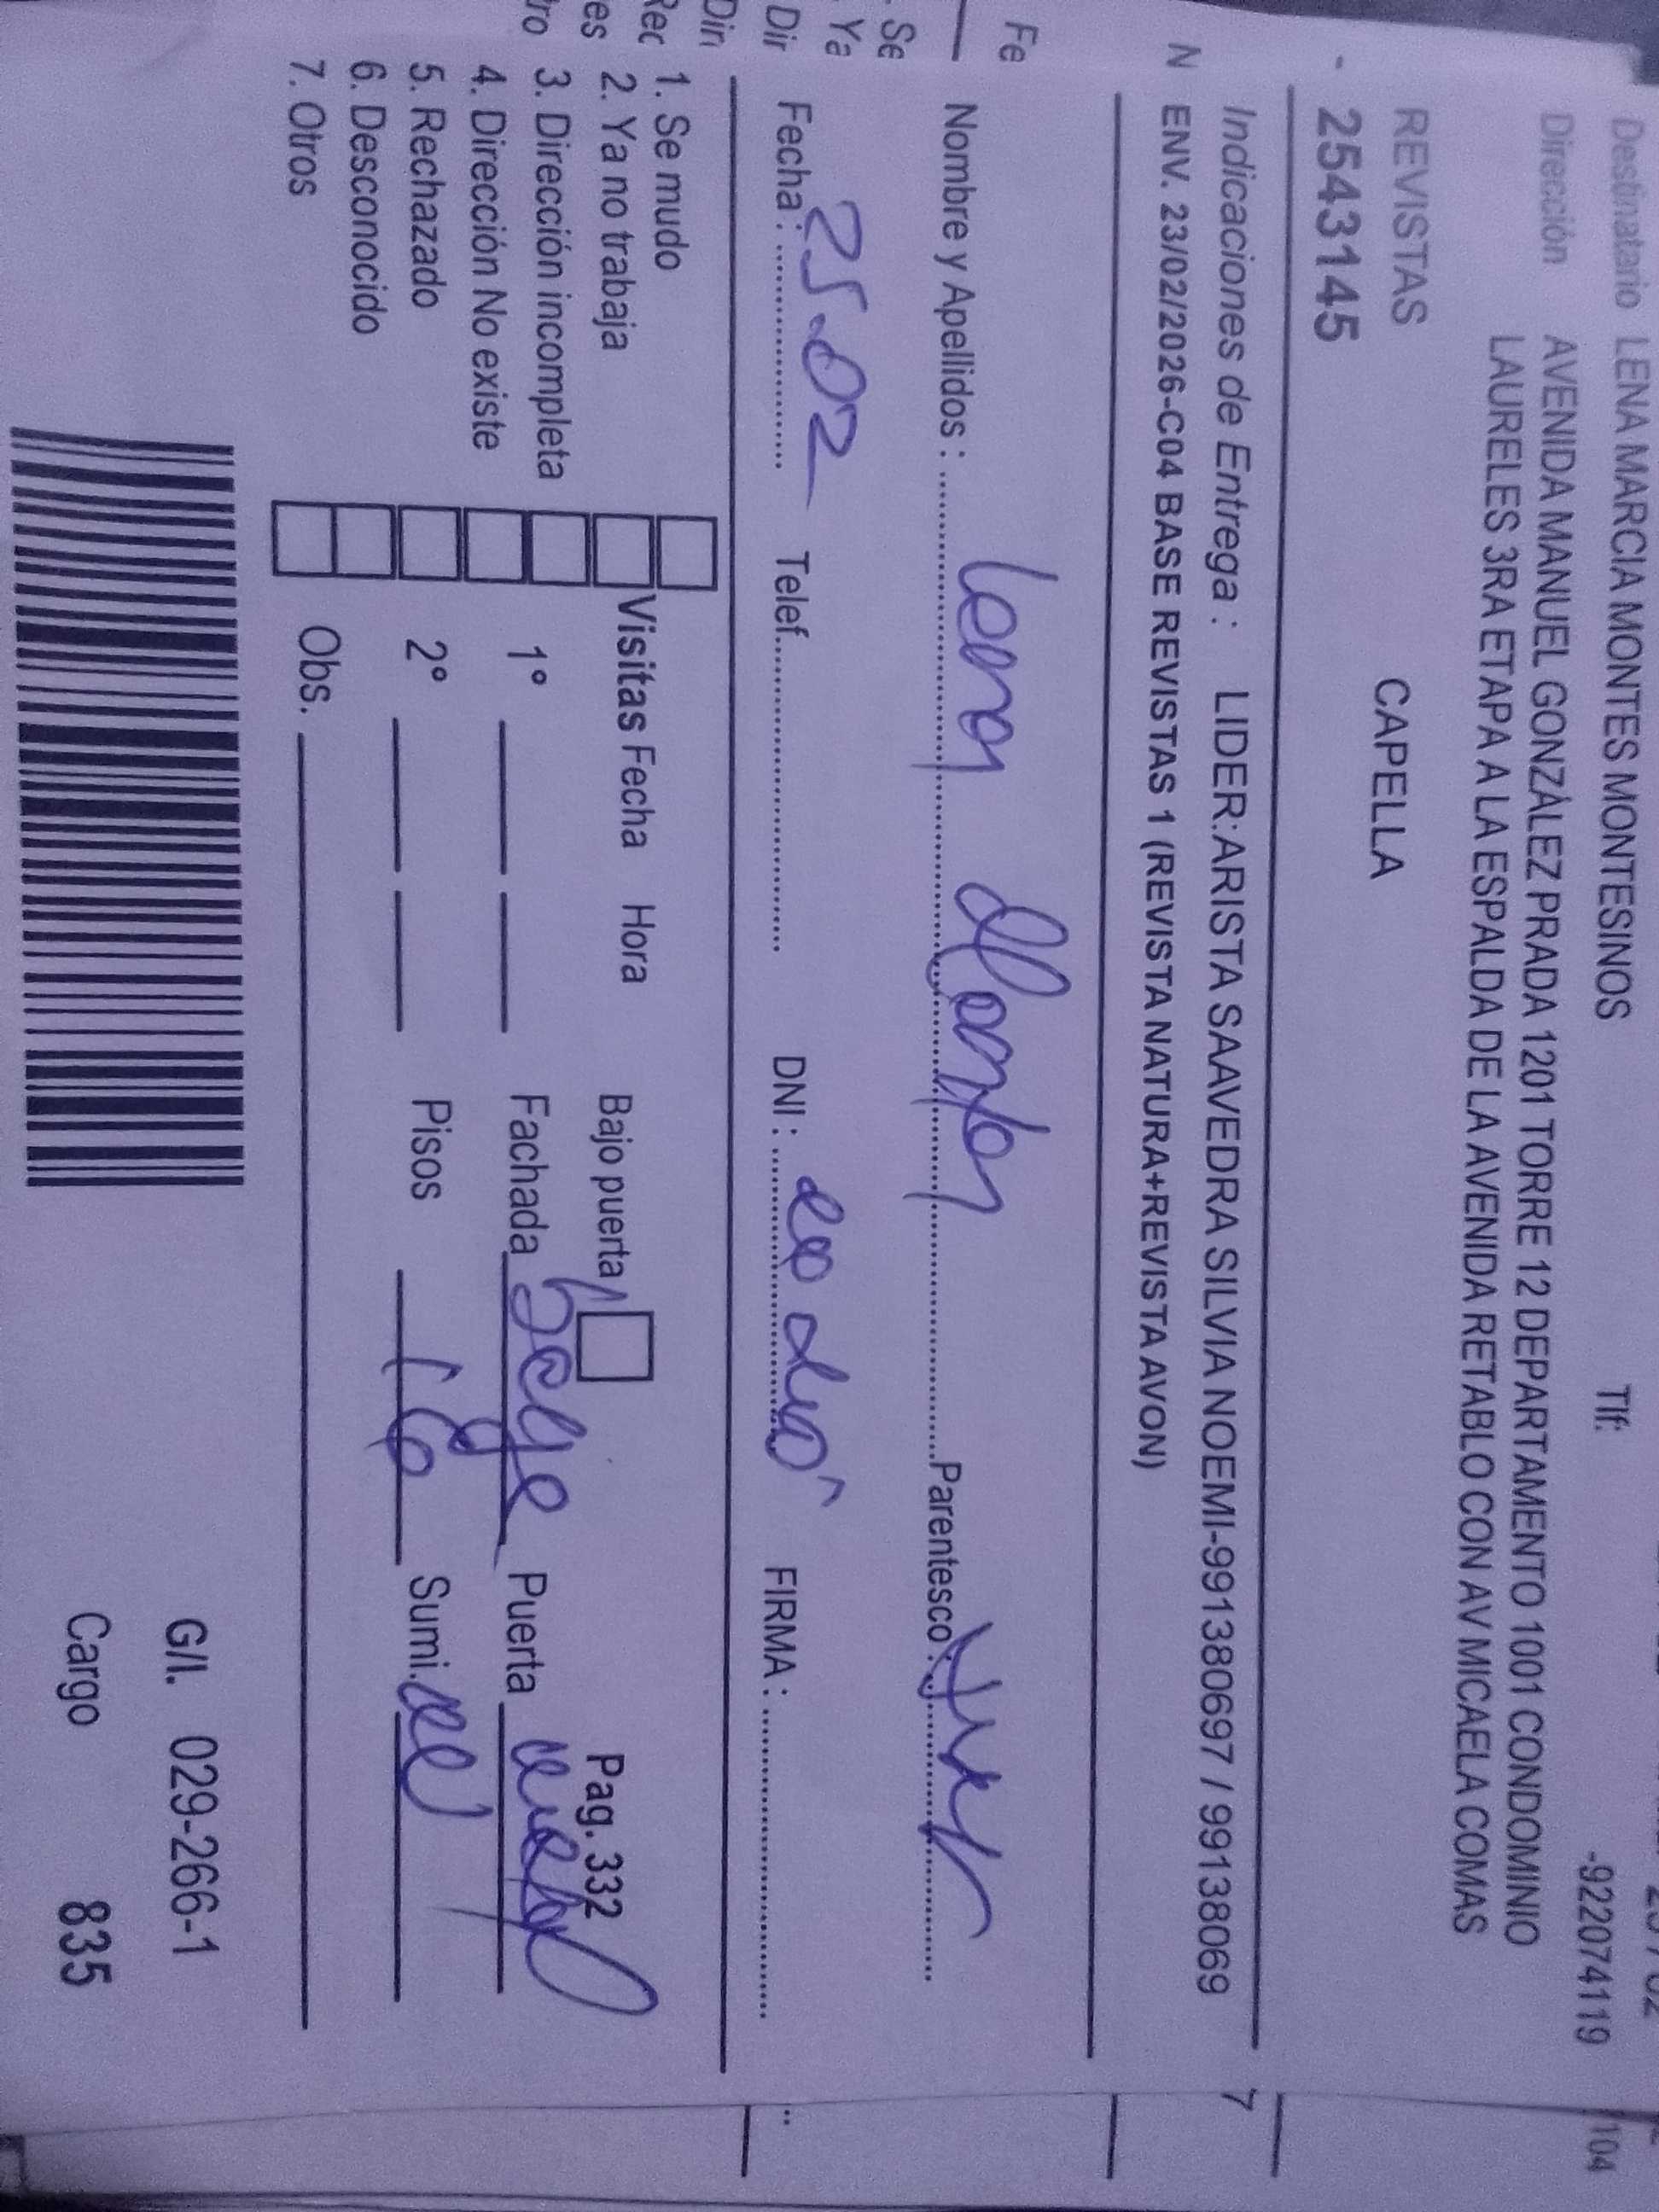 Destinatario LENA MARCIA MONTES MONTESINOS Tlf: -922074119
Dirección AVENIDA MANUEL GONZÁLEZ PRADA 1201 TORRE 12 DEPARTAMENTO 1001 CONDOMINIO
LAURELES 3RA ETAPA A LA ESPALDA DE LA AVENIDA RETABLO CON AV MICAELA COMAS
REVISTAS CAPELLA
- 2543145
Indicaciones de Entrega : LIDER:ARISTA SAAVEDRA SILVIA NOEMI-991380697 / 99138069
ENV. 23/02/2026-C04 BASE REVISTAS 1 (REVISTA NATURA+REVISTA AVON)
Nombre y Apellidos : Lena Parentesco :
Fecha : 25.02 Telef. DNI : FIRMA :
1. Se mudo
2. Ya no trabaja Visitas Fecha Hora Bajo puerta Pag. 332
3. Dirección incompleta
4. Dirección No existe 1° Fachada Puerta
5. Rechazado 2° Pisos 16 Sumi.
6. Desconocido
7. Otros Obs.
G/I. 029-266-1
Cargo 835